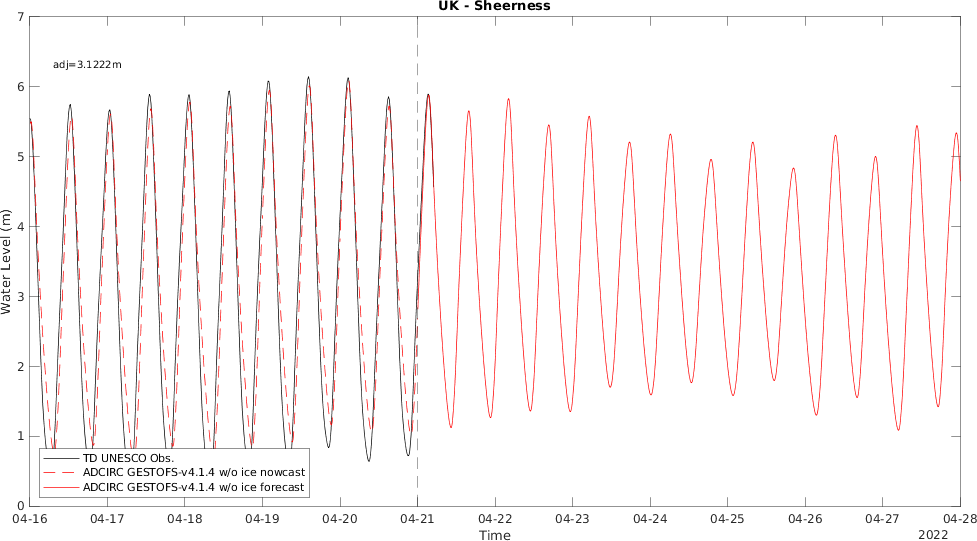 UK - Sheerness
7
adj=3.1222m
6
5
4
Water Level (m)
3
2
1
TD UNESCO Obs.
ADCIRC GESTOFS-v4.1.4 w/o ice nowcast
ADCIRC GESTOFS-v4.1.4 w/o ice forecast
0
04-16 04-17 04-18 04-19 04-20 04-21 04-22 04-23 04-24 04-25 04-26 04-27 04-28
Time
2022